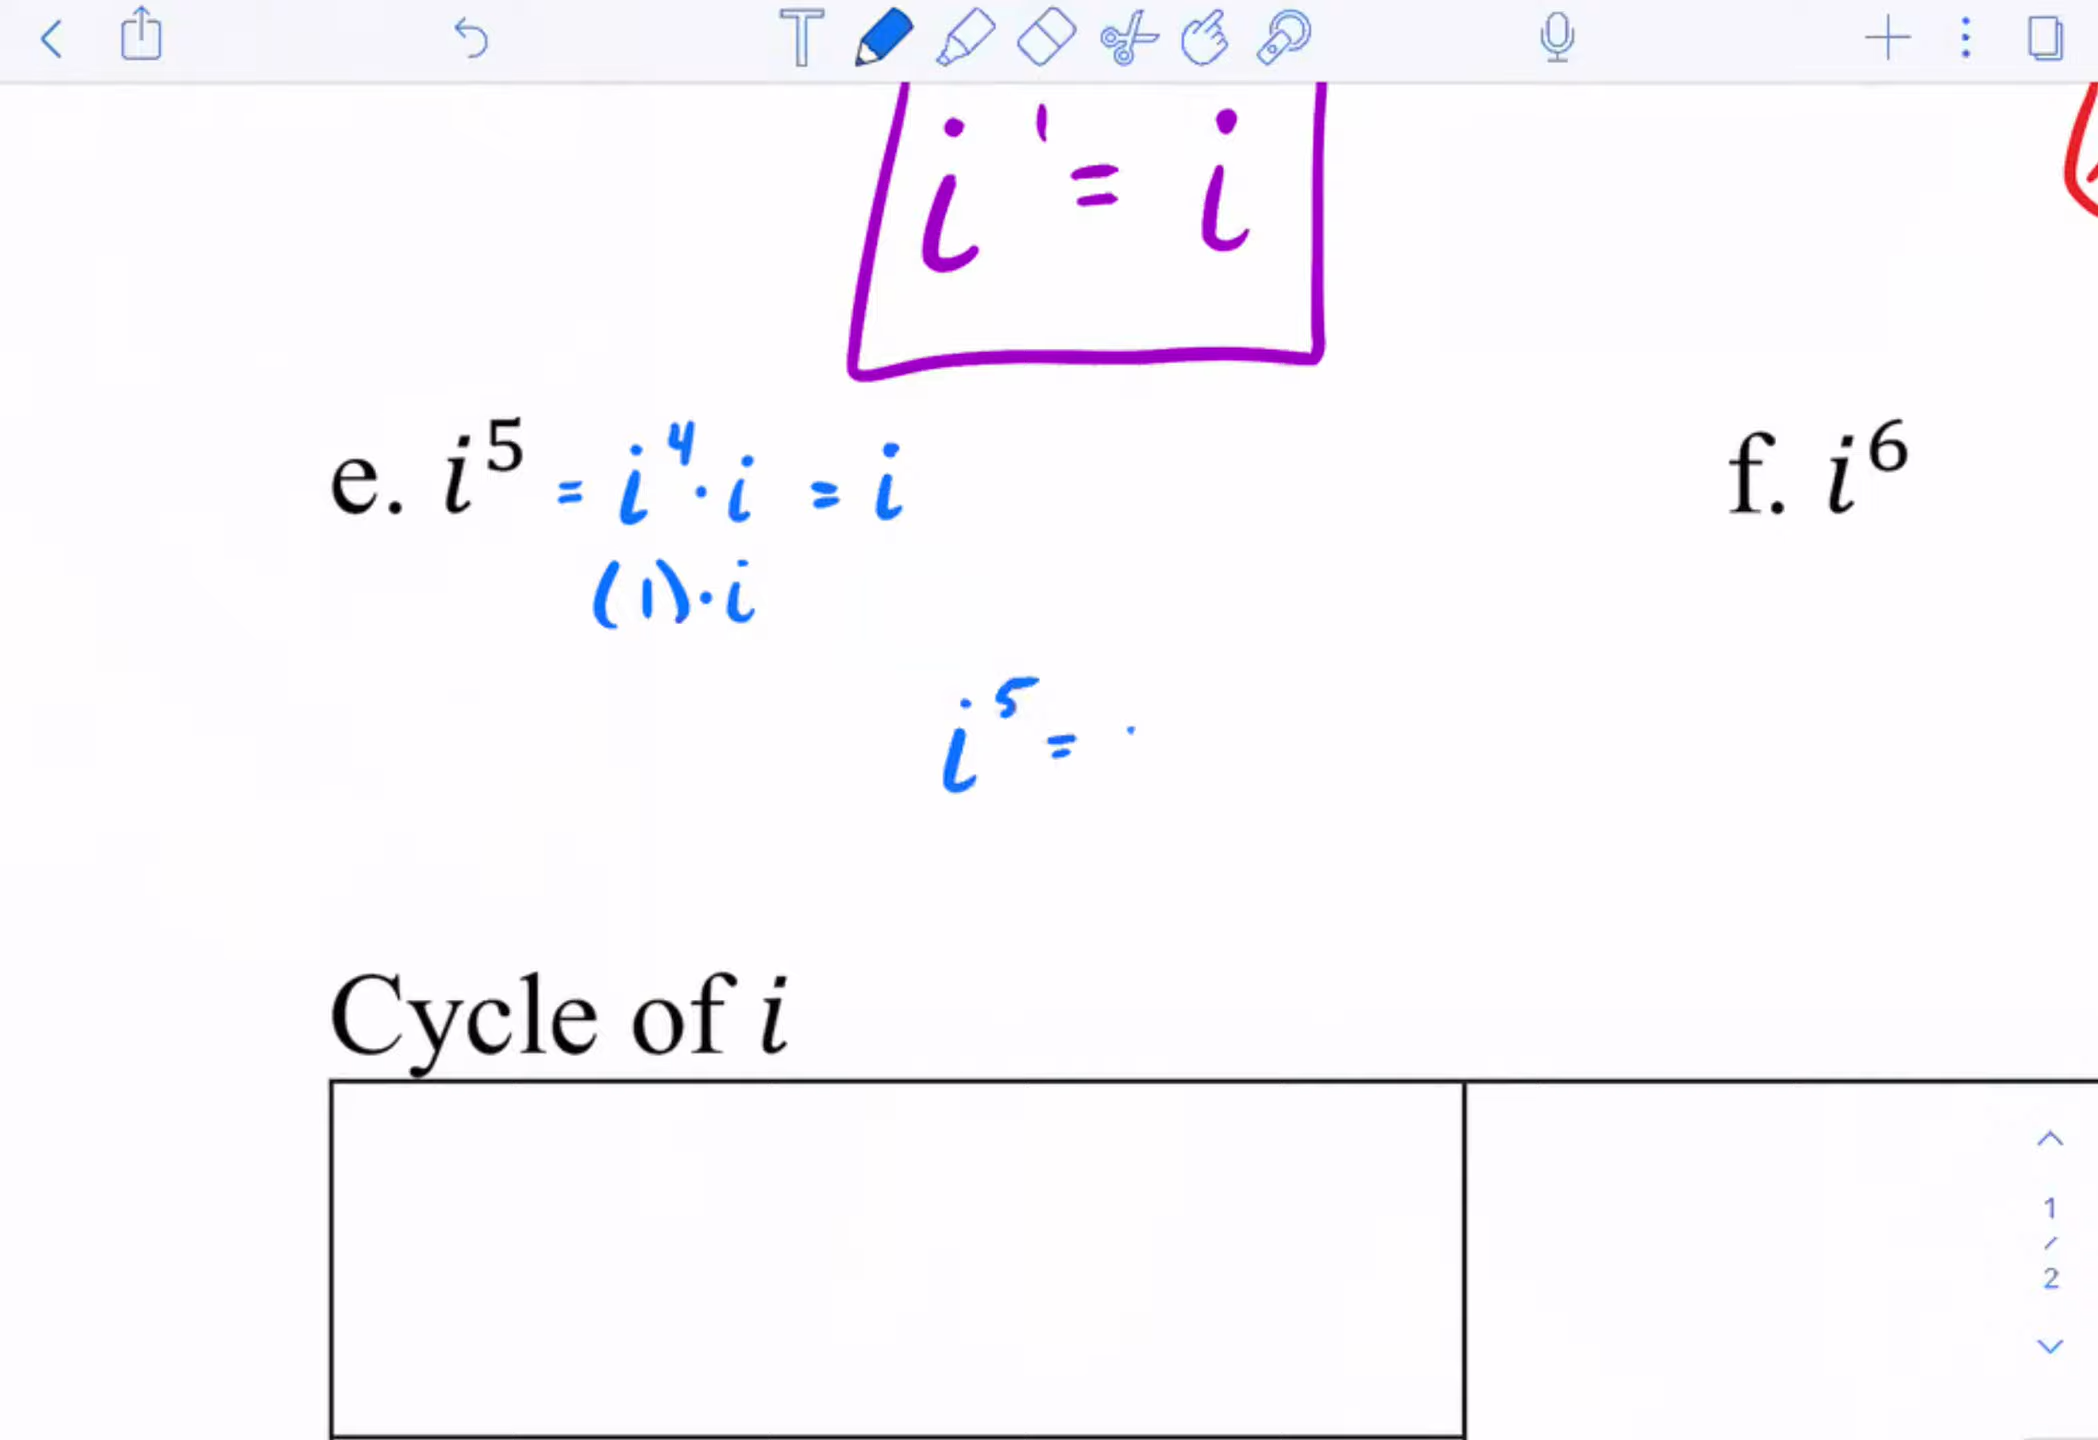 i¹ = i
e. i⁵ = i⁴ · i = i
f. i⁶
(1) · i
i⁵ = ·
Cycle of i
1
/
2